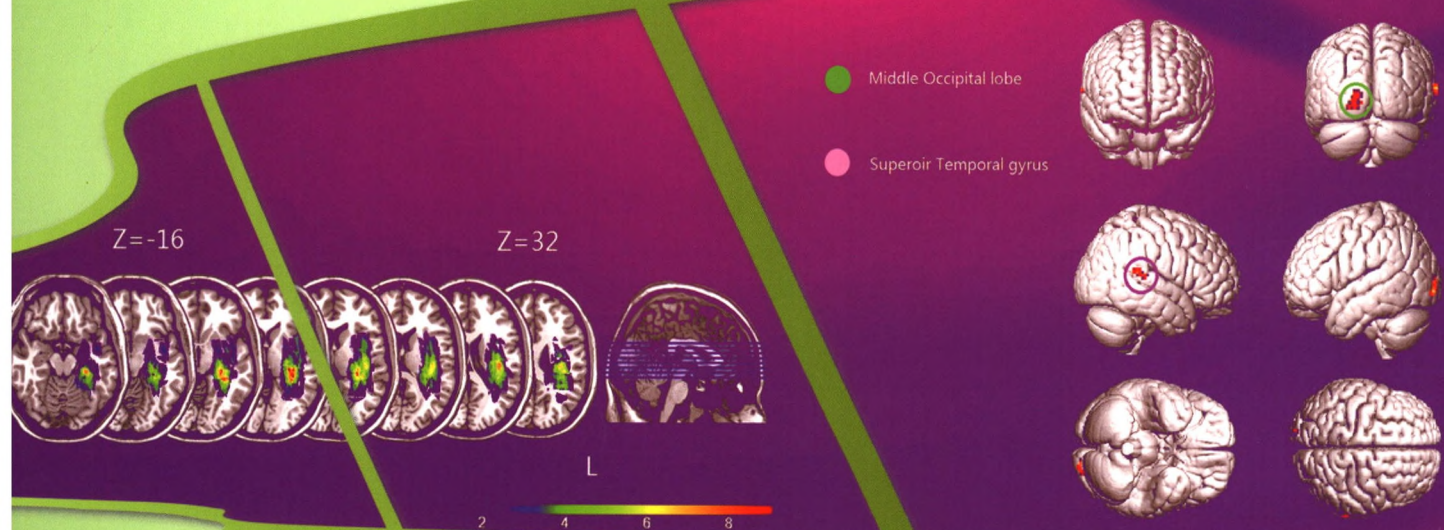 Middle Occipital lobe
Superoir Temporal gyrus
Z=-16
Z=32
L
2 4 6 8